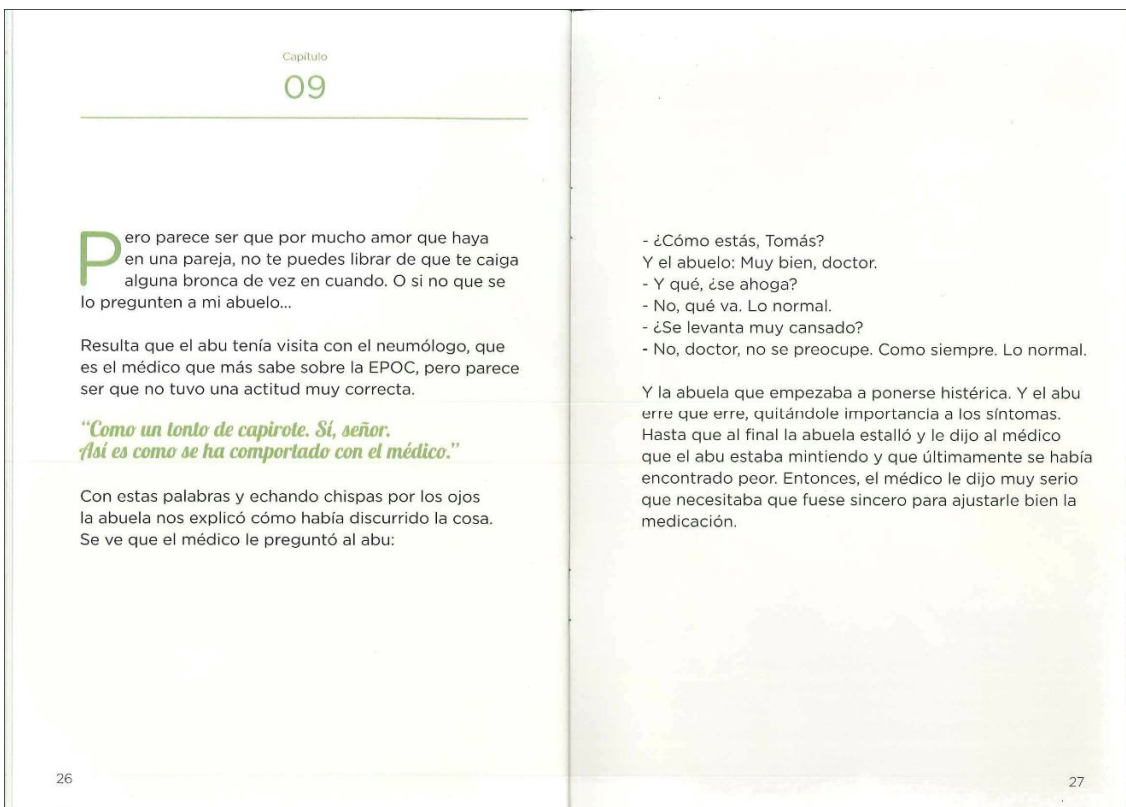 Capítulo
09
Pero parece ser que por mucho amor que haya
en una pareja, no te puedes librar de que te caiga
alguna bronca de vez en cuando. O si no que se
lo pregunten a mi abuelo...
Resulta que el abu tenía visita con el neumólogo, que
es el médico que más sabe sobre la EPOC, pero parece
ser que no tuvo una actitud muy correcta.
“Como un tonto de capirote. Sí, señor.
Así es como se ha comportado con el médico.”
Con estas palabras y echando chispas por los ojos
la abuela nos explicó cómo había discurrido la cosa.
Se ve que el médico le preguntó al abu:
26
- ¿Cómo estás, Tomás?
Y el abuelo: Muy bien, doctor.
- Y qué, ¿se ahoga?
- No, qué va. Lo normal.
- ¿Se levanta muy cansado?
- No, doctor, no se preocupe. Como siempre. Lo normal.
Y la abuela que empezaba a ponerse histérica. Y el abu
erre que erre, quitándole importancia a los síntomas.
Hasta que al final la abuela estalló y le dijo al médico
que el abu estaba mintiendo y que últimamente se había
encontrado peor. Entonces, el médico le dijo muy serio
que necesitaba que fuese sincero para ajustarle bien la
medicación.
27